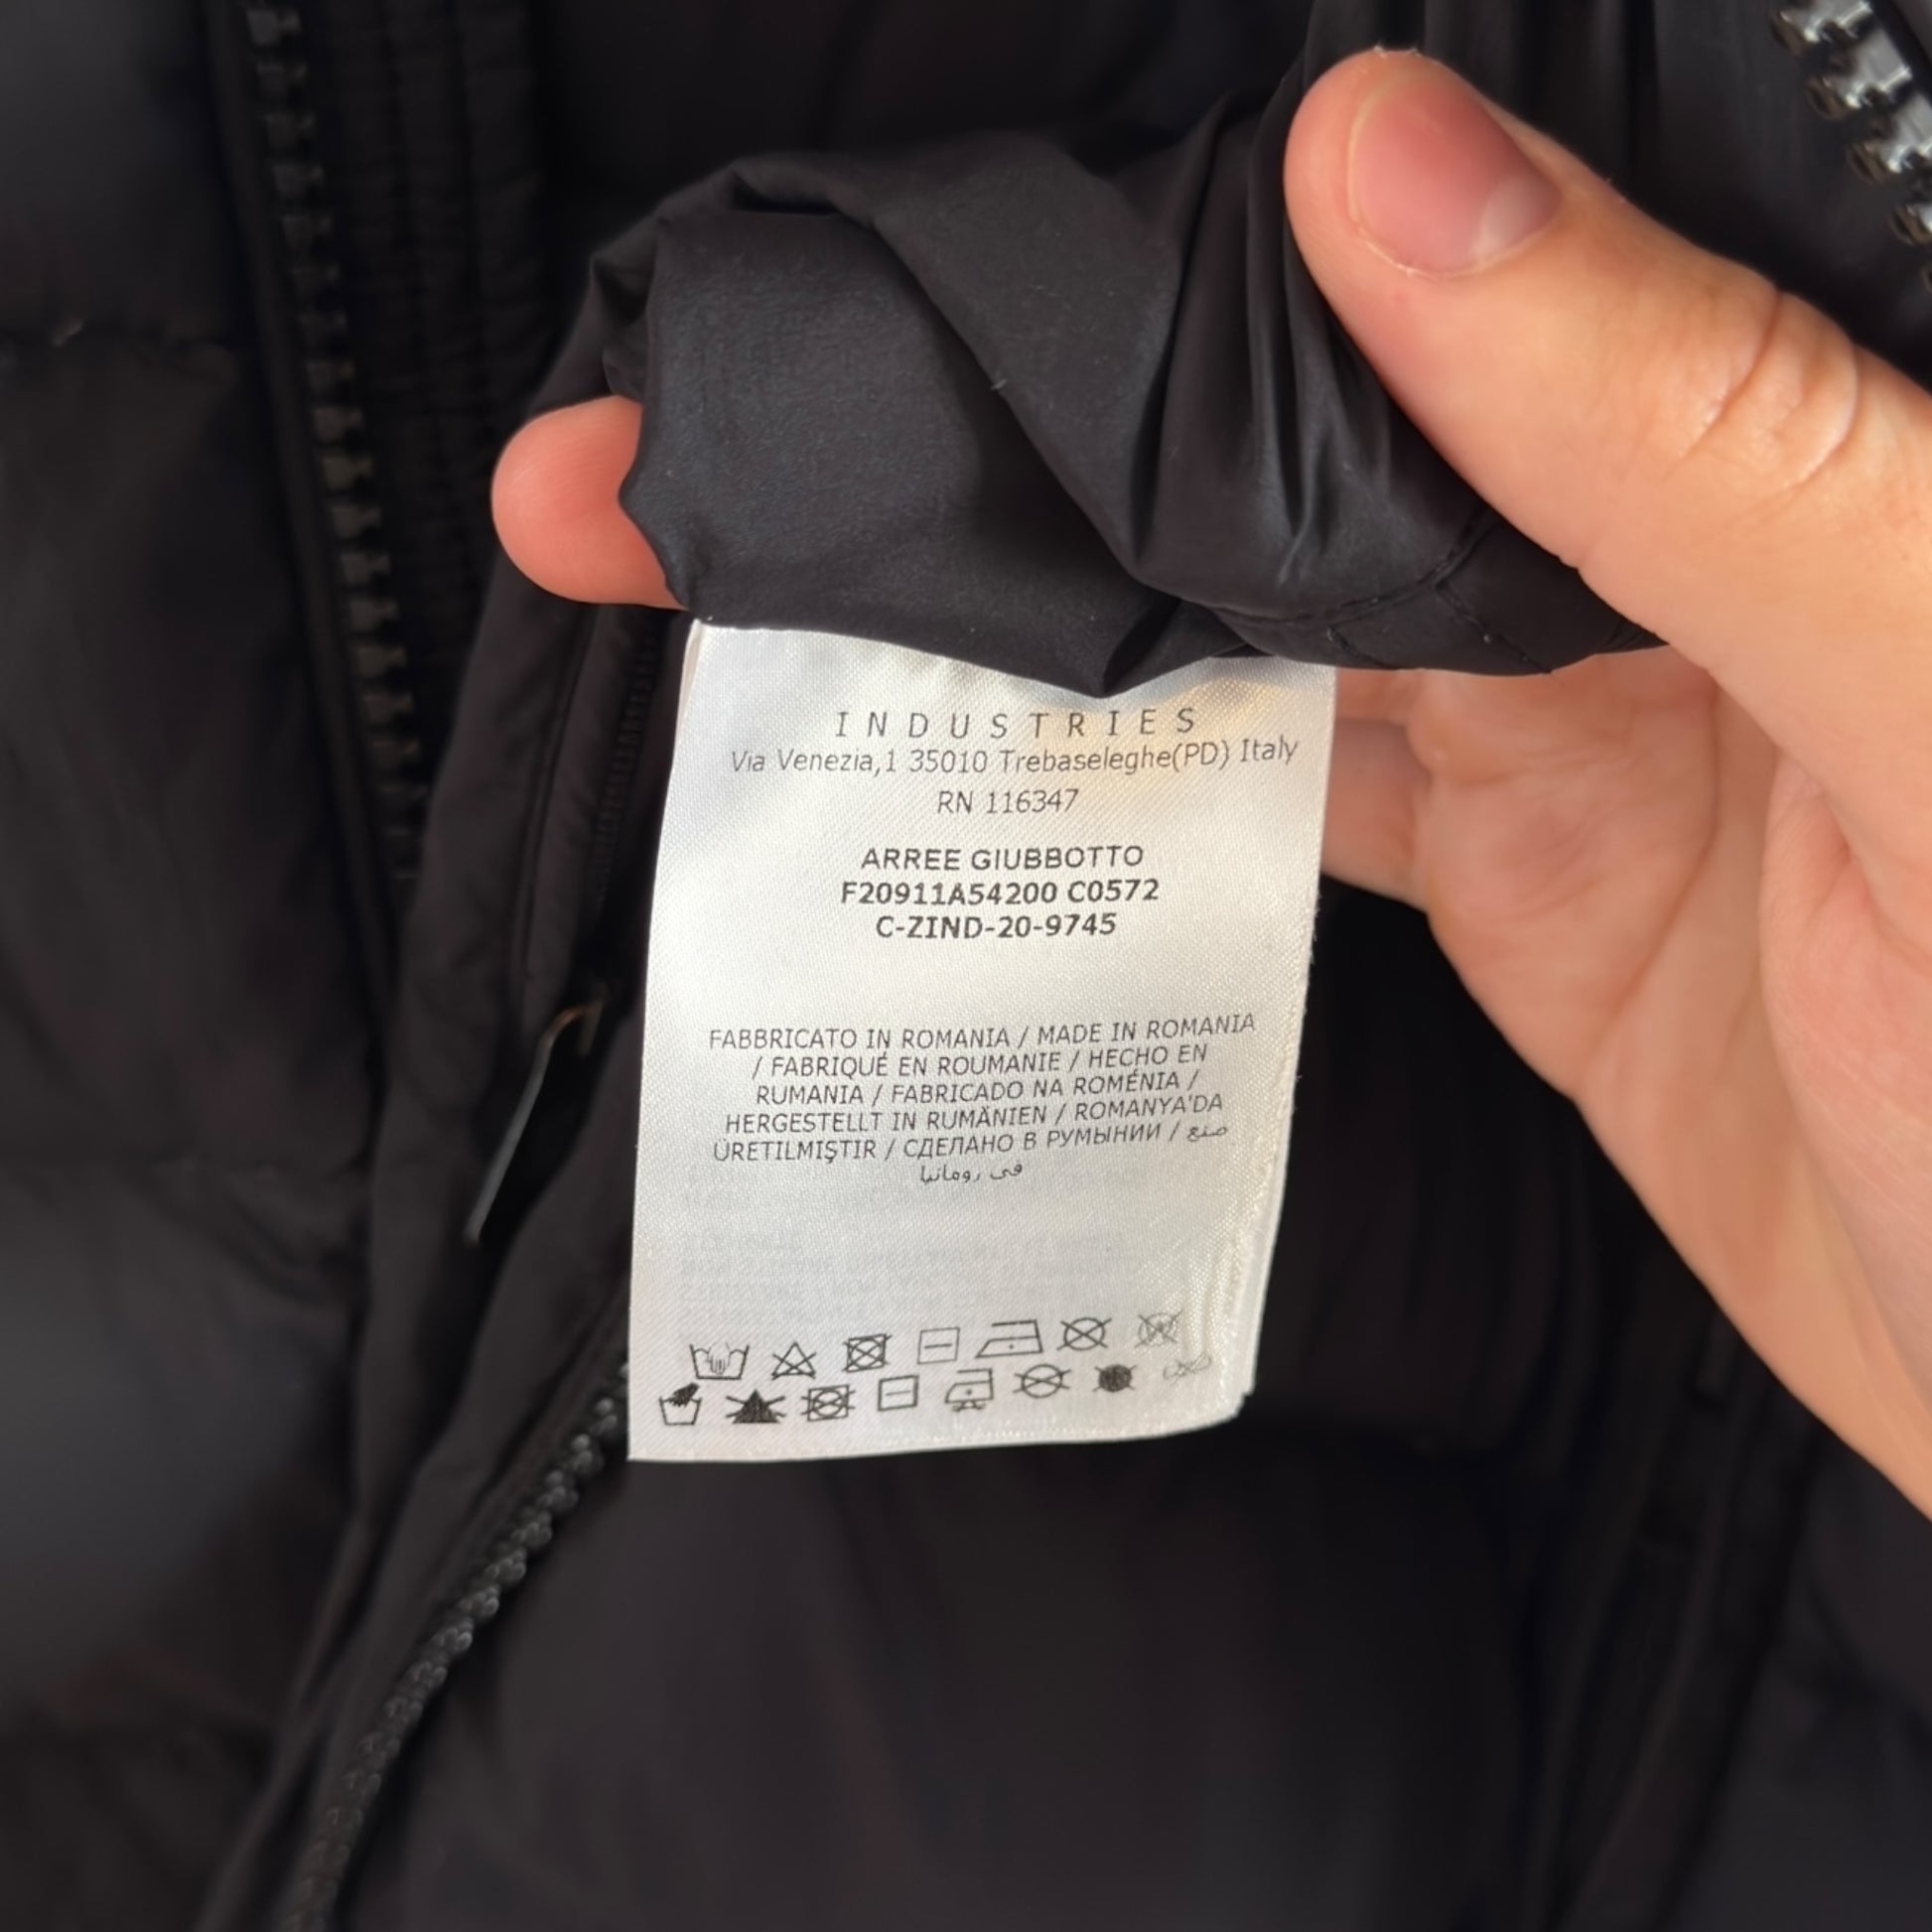 INDUSTRIES
Via Venezia,1 35010 Trebaseleghe(PD) Italy
RN 116347
ARREE GIUBBOTTO
F20911A54200 C0572
C-ZIND-20-9745
FABBRICATO IN ROMANIA / MADE IN ROMANIA
/ FABRIQUÉ EN ROUMANIE / HECHO EN
RUMANIA / FABRICADO NA ROMÉNIA /
HERGESTELLT IN RUMÄNIEN / ROMANYA'DA
ÜRETILMIŞTIR / СДЕЛАНО В РУМЫНИИ / صنع
في رومانيا